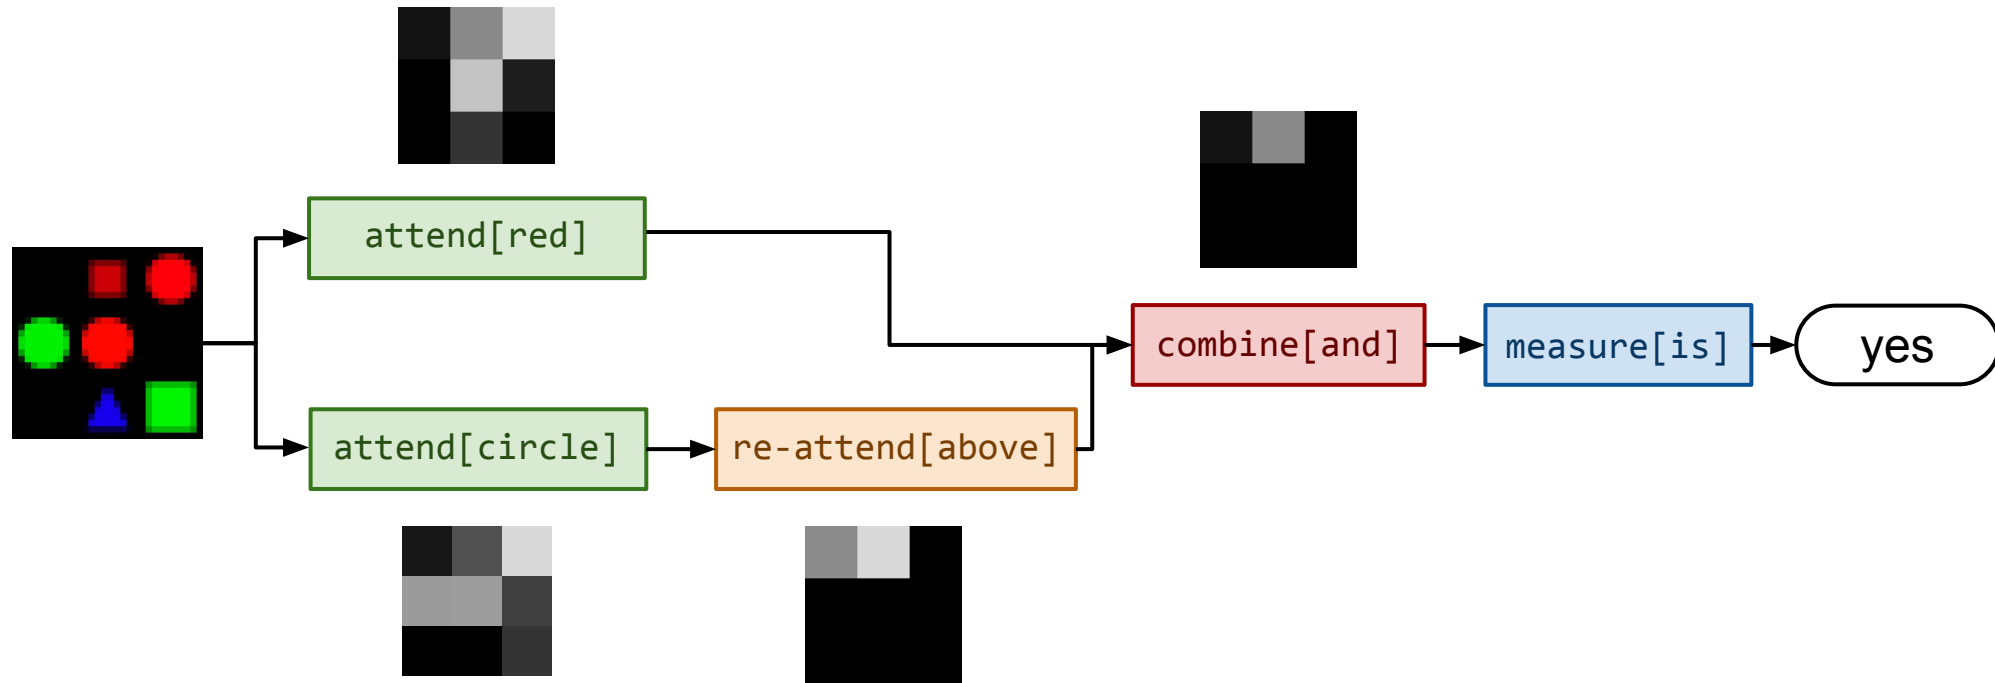 attend[red]
combine[and]
measure[is]
yes
attend[circle]
re-attend[above]